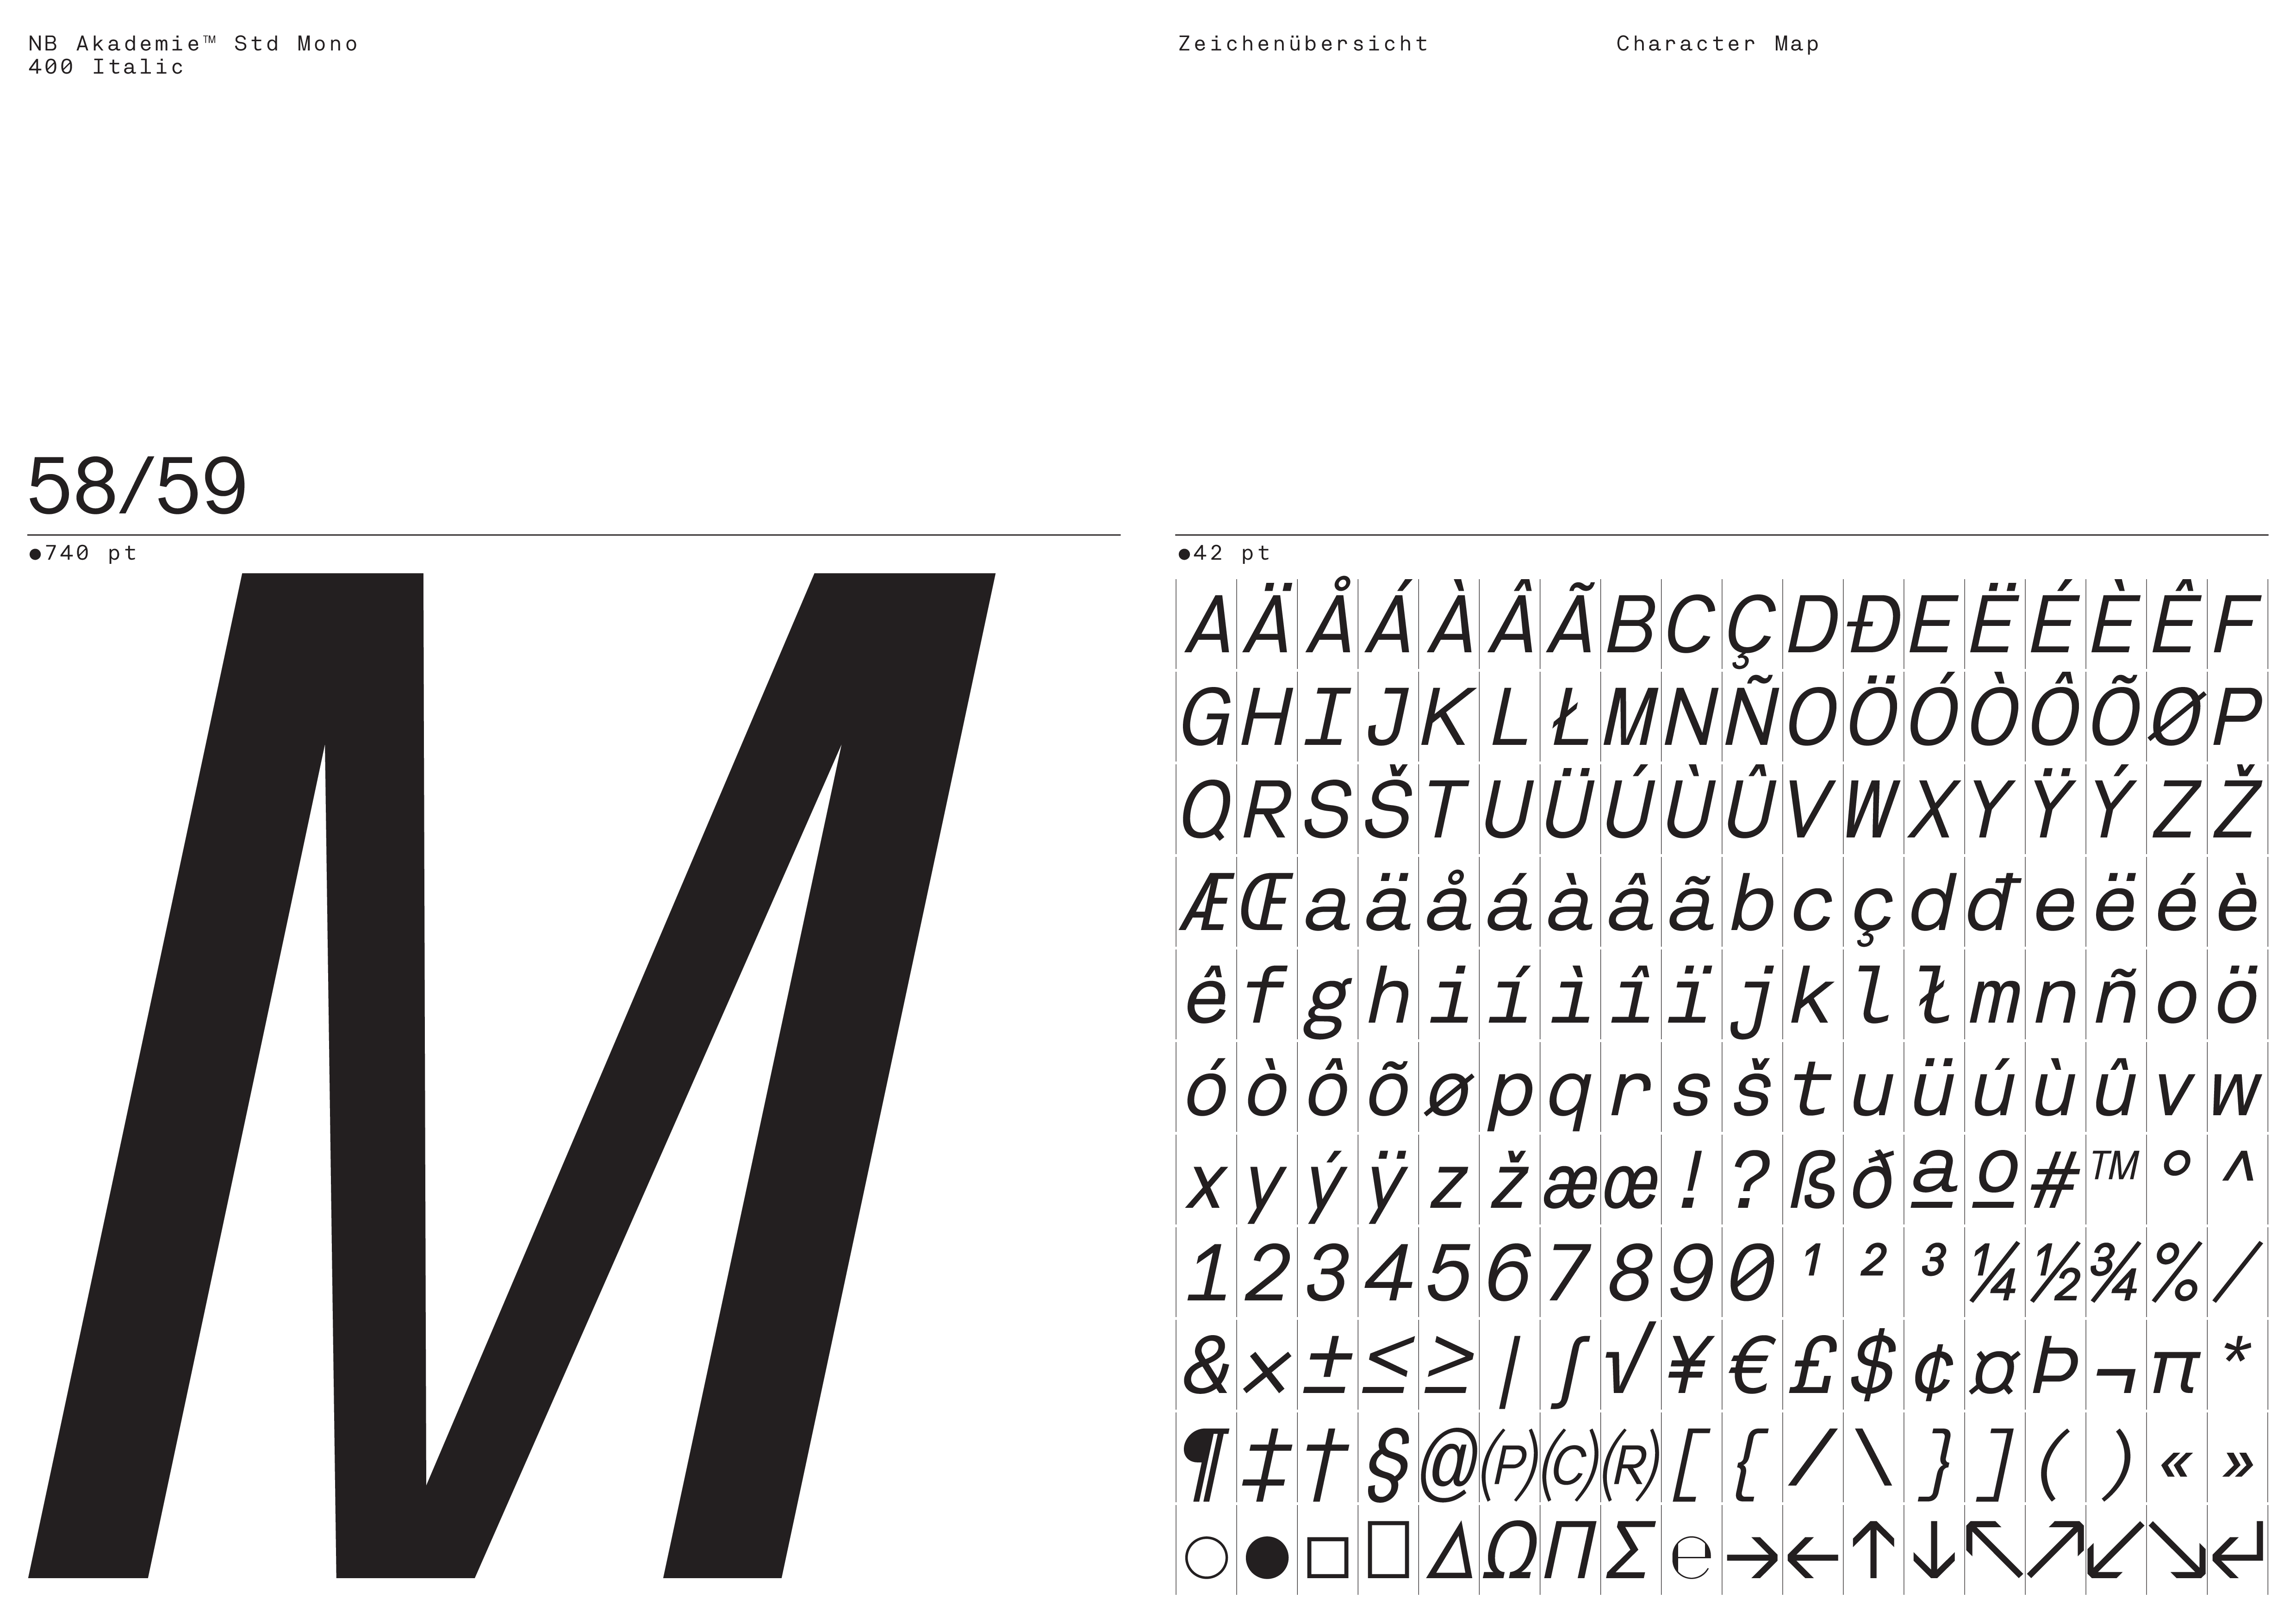 NB Akademie™ Std Mono
400 Italic
Zeichenübersicht
Character Map
58/59
●740 pt
M
●42 pt
A Ä Å Á À Â Ã B C Ç D Đ E Ë É È Ê F
G H I J K L Ł M N Ñ O Ö Ó Ò Ô Õ Ø P
Q R S Š T U Ü Ú Ù Û V W X Y Ÿ Ý Z Ž
Æ Œ a ä å á à â ã b c ç d đ e ë é è
ê f g h i í ì î ï j k l ł m n ñ o ö
ó ò ô õ ø p q r s š t u ü ú ù û v w
x y ý ÿ z ž æ œ ! ? ß ð ª º # ™ ° ^
1 2 3 4 5 6 7 8 9 0 ¹ ² ³ ¼ ½ ¾ % /
& × ± ≤ ≥ | ∫ √ ¥ € £ $ ¢ ¤ Þ ¬ π *
¶ ‡ † § @ (P) (C) (R) [ { / \ } ] ( ) « »
○ ● □ ▯ Δ Ω Π Σ ℮ → ← ↑ ↓ ↖ ↗ ↙ ↘ ↵